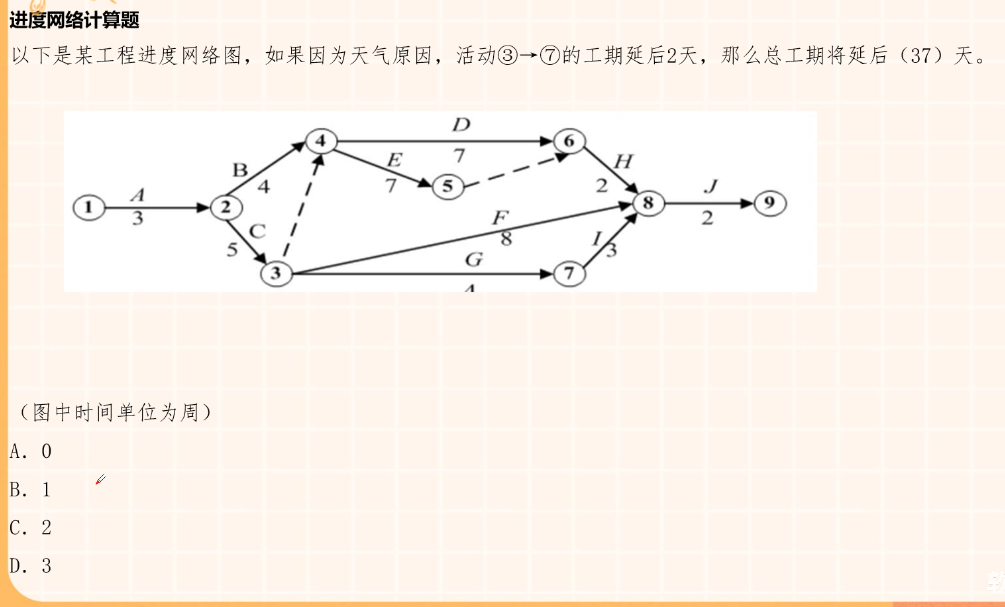 进度网络计算题
以下是某工程进度网络图，如果因为天气原因，活动③→⑦的工期延后2天，那么总工期将延后（37）天。
D
4
6
7
B
E
H
4
7
5
2
A
J
1
2
8
9
3
2
C
F
8
I
5
3
G
3
7
（图中时间单位为周）
A. 0
B. 1
C. 2
D. 3